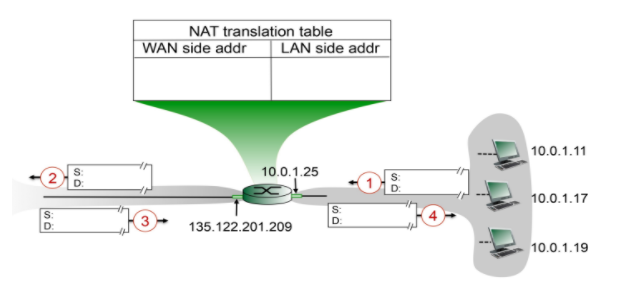 NAT translation table
WAN side addr LAN side addr
2
S:
D:
10.0.1.25
1
S:
D:
10.0.1.11
S:
D:
3
135.122.201.209
S:
D:
4
10.0.1.17
10.0.1.19